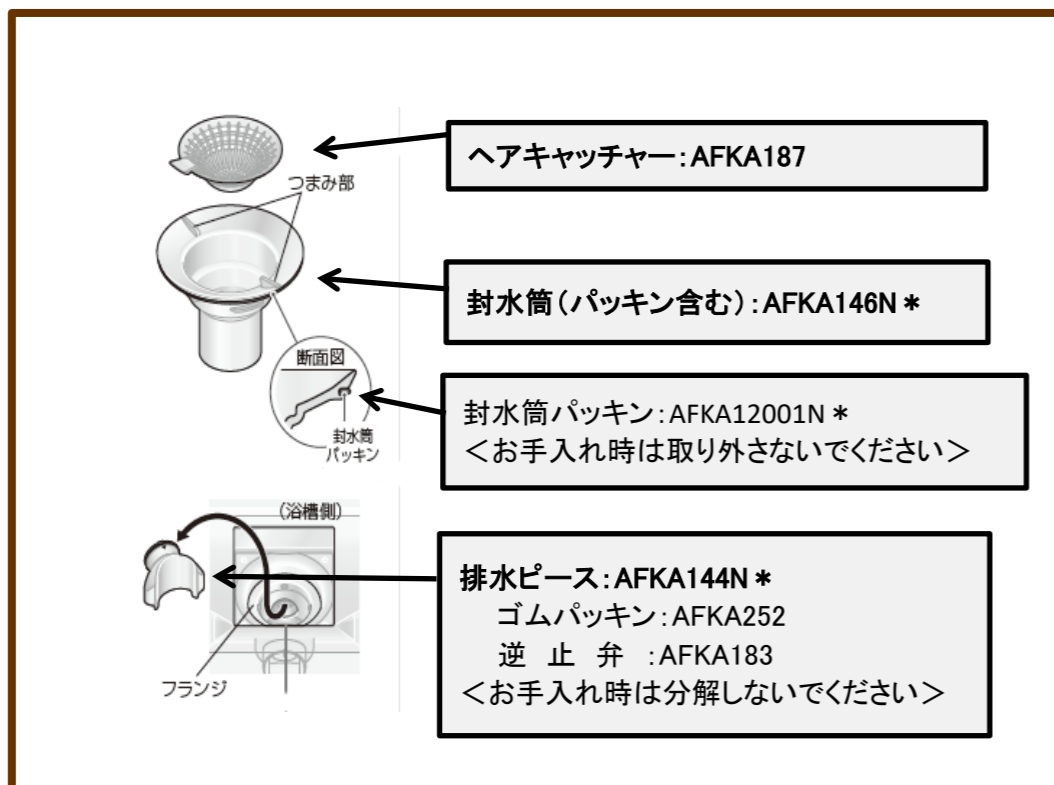 ヘアキャッチャー：AFKA187
つまみ部
封水筒（パッキン含む）：AFKA146N＊
断面図
封水筒
パッキン
封水筒パッキン：AFKA12001N＊
＜お手入れ時は取り外さないでください＞
（浴槽側）
フランジ
排水ピース：AFKA144N＊
ゴムパッキン：AFKA252
逆　止　弁　：AFKA183
＜お手入れ時は分解しないでください＞